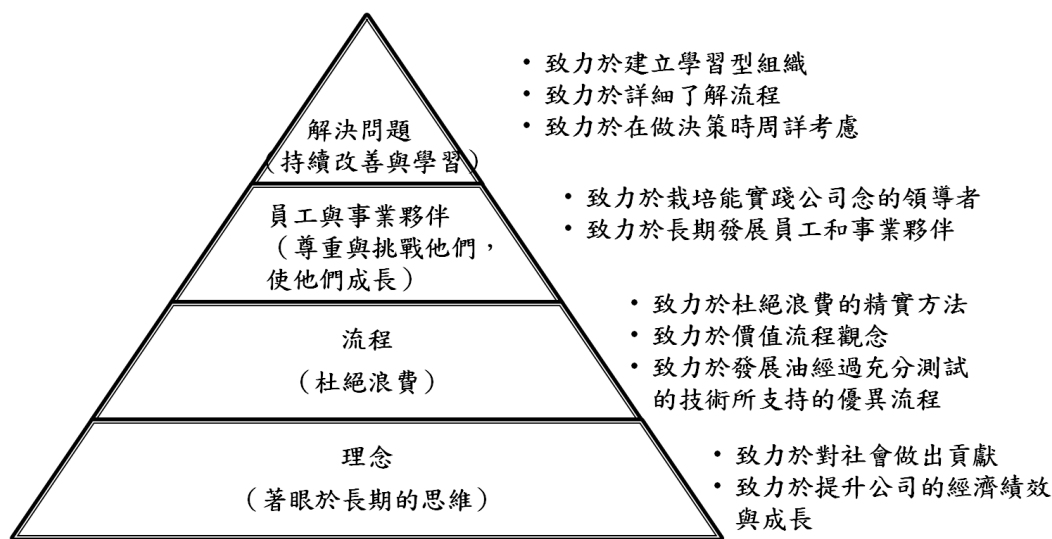 解決問題
（持續改善與學習）
• 致力於建立學習型組織
• 致力於詳細了解流程
• 致力於在做決策時周詳考慮
員工與事業夥伴
（尊重與挑戰他們，
使他們成長）
• 致力於栽培能實踐公司念的領導者
• 致力於長期發展員工和事業夥伴
流程
（杜絕浪費）
• 致力於杜絕浪費的精實方法
• 致力於價值流程觀念
• 致力於發展油經過充分測試
的技術所支持的優異流程
理念
（著眼於長期的思維）
• 致力於對社會做出貢獻
• 致力於提升公司的經濟績效
與成長